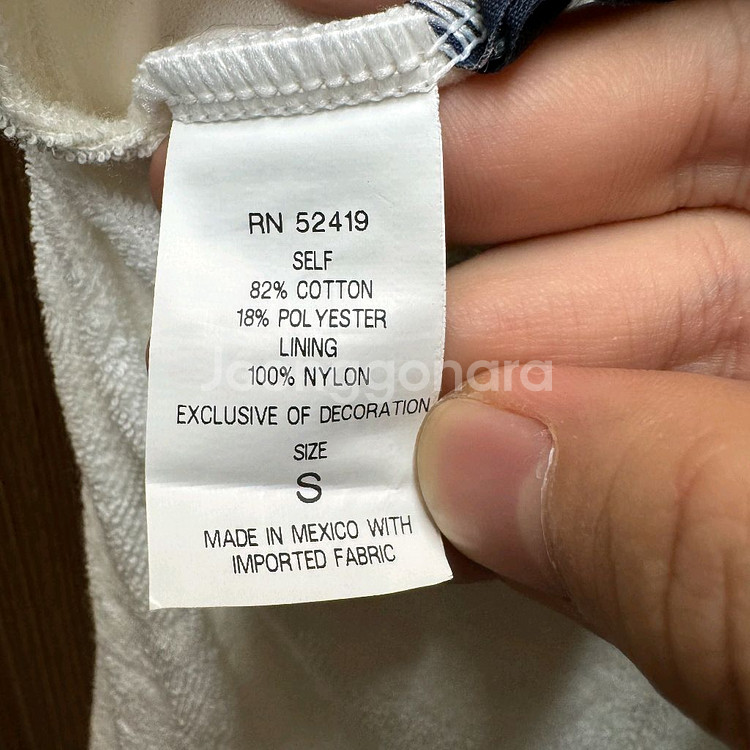 RN 52419
SELF
82% COTTON
18% POLYESTER
LINING
100% NYLON
Joonggonara
EXCLUSIVE OF DECORATION
SIZE
S
MADE IN MEXICO WITH
IMPORTED FABRIC